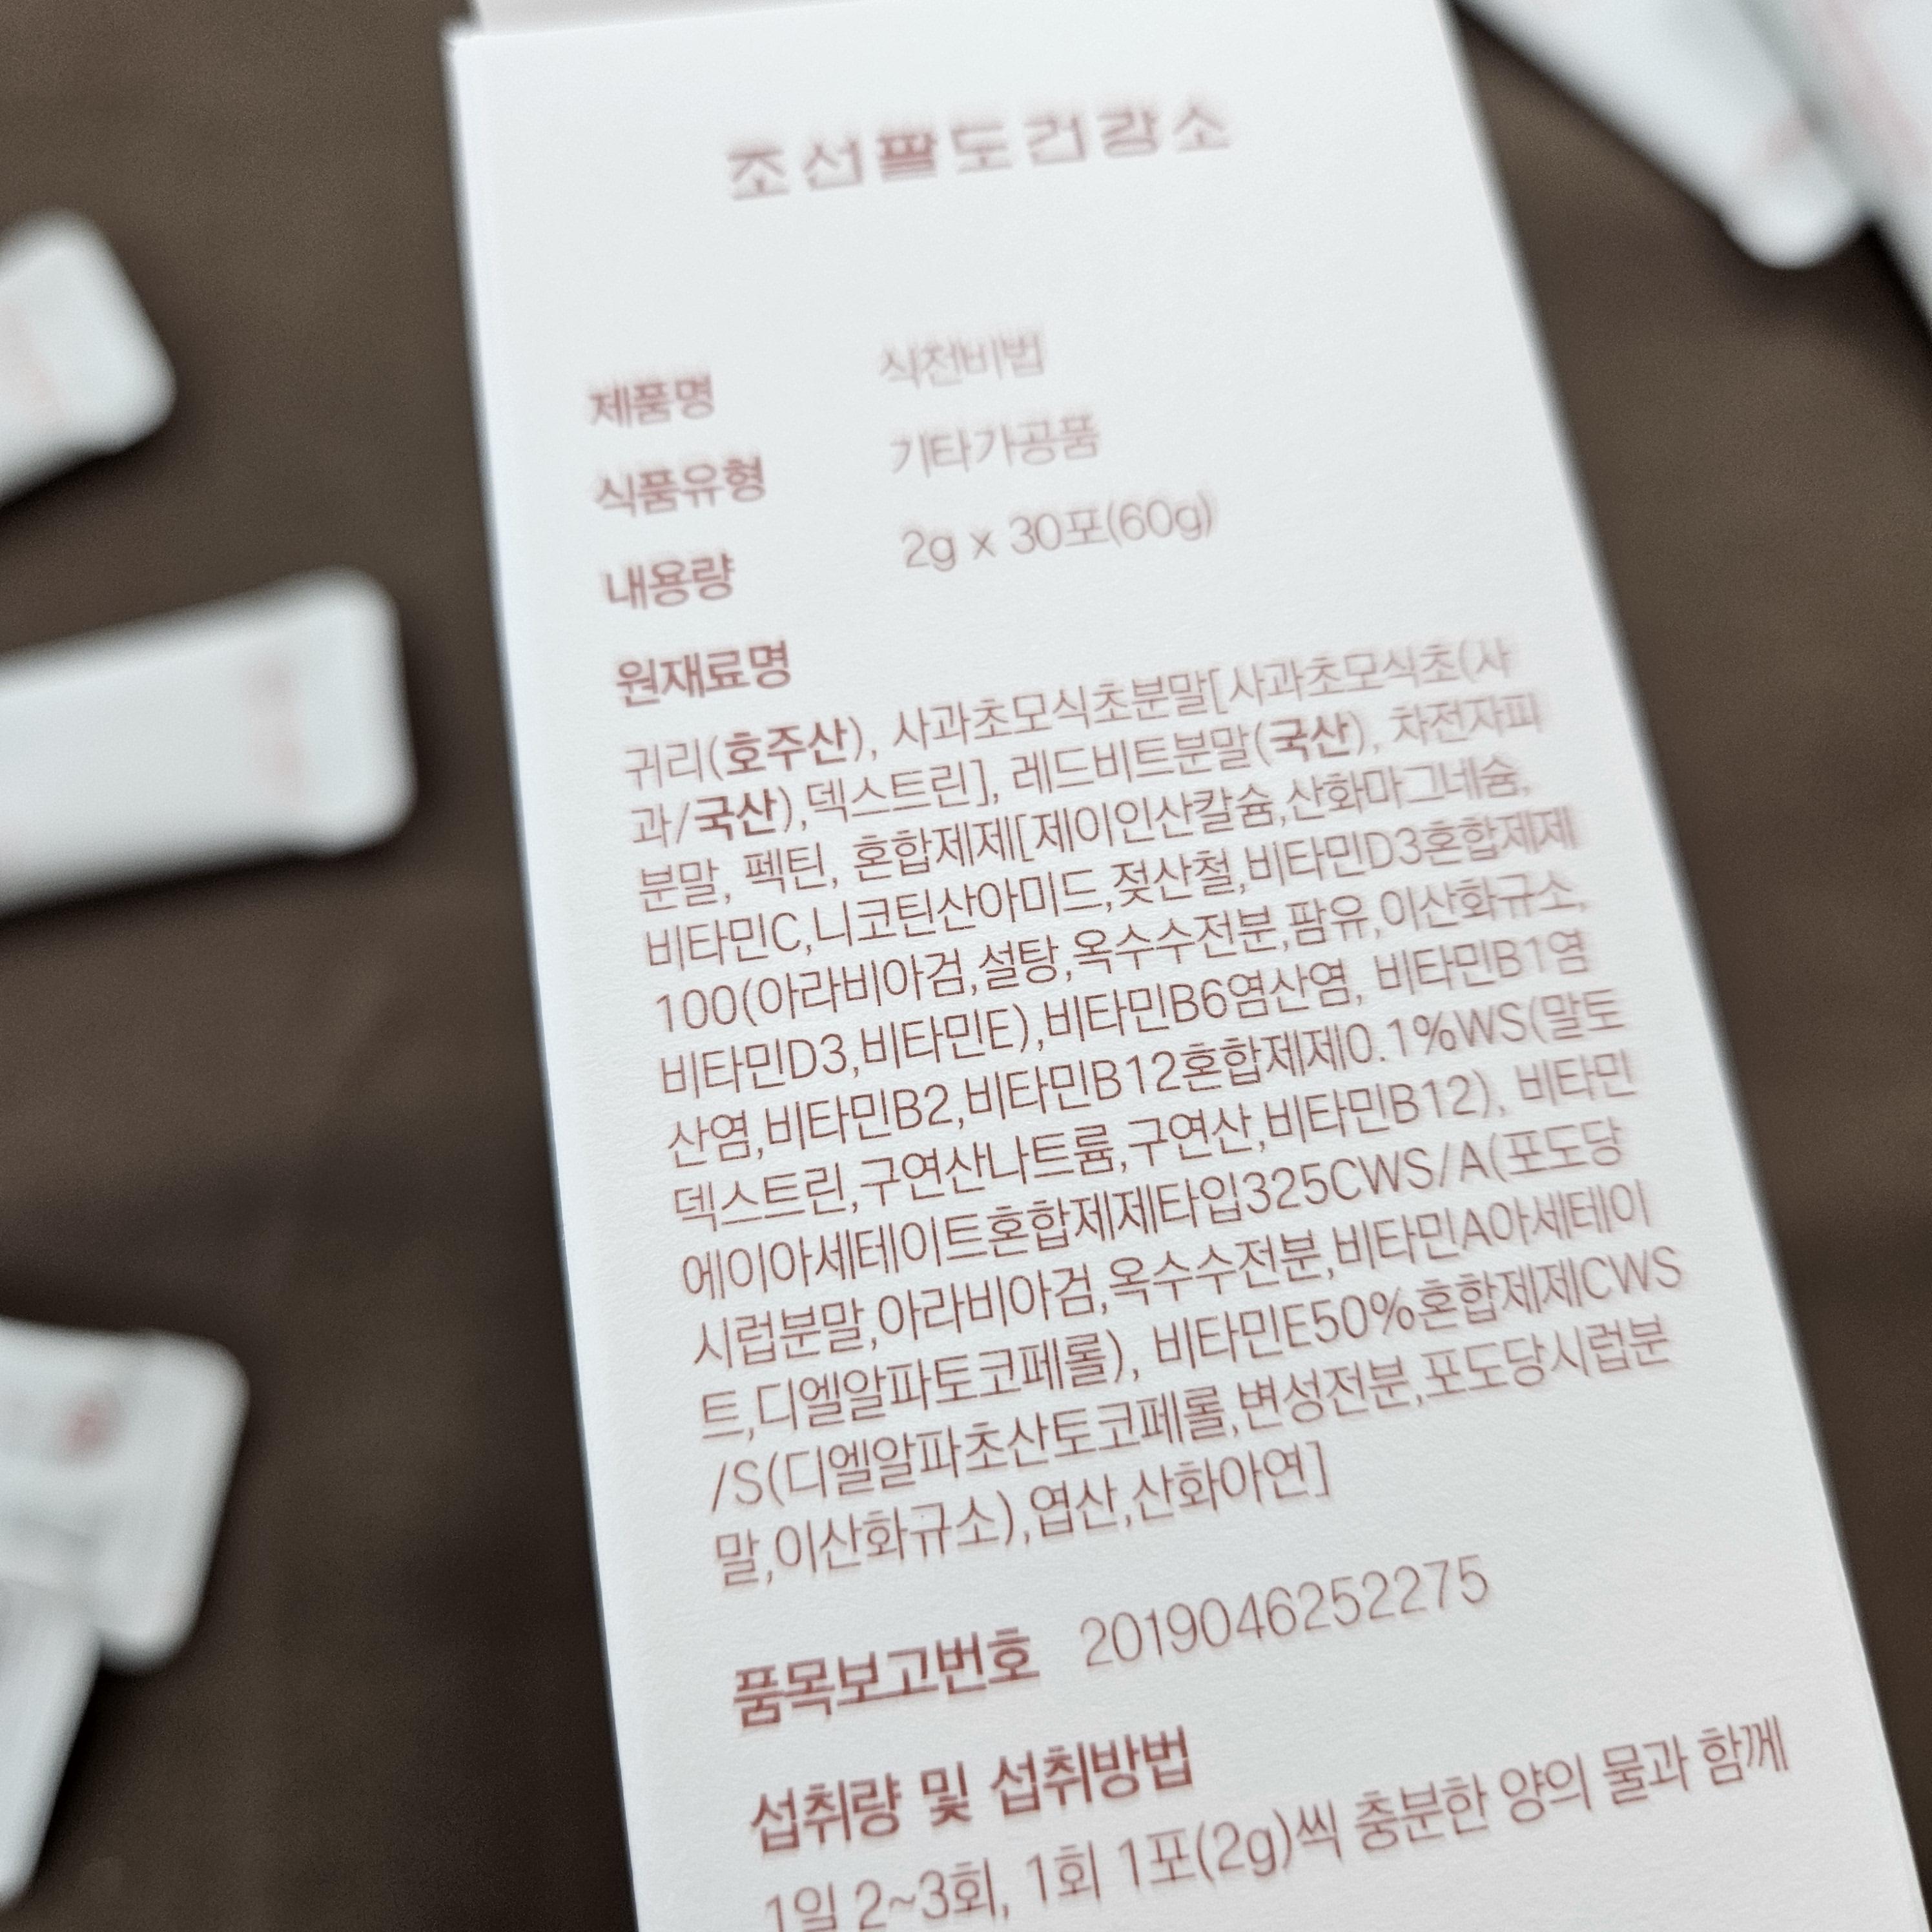 조선팔도건강소
제품명 식전비법
식품유형 기타가공품
내용량 2g x 30포(60g)
원재료명
귀리(호주산), 사과초모식초분말[사과초모식초(사
과/국산),덱스트린], 레드비트분말(국산), 차전자피
분말, 펙틴, 혼합제제[제이인산칼슘,산화마그네슘,
비타민C,니코틴산아미드,젖산철,비타민D3혼합제제
100(아라비아검,설탕,옥수수전분,팜유,이산화규소,
비타민D3,비타민E),비타민B6염산염, 비타민B1염
산염,비타민B2,비타민B12혼합제제0.1%WS(말토
덱스트린,구연산나트륨,구연산,비타민B12), 비타민
에이아세테이트혼합제제타입325CWS/A(포도당
시럽분말,아라비아검,옥수수전분,비타민A아세테이
트,디엘알파토코페롤), 비타민E50%혼합제제CWS
/S(디엘알파초산토코페롤,변성전분,포도당시럽분
말,이산화규소),엽산,산화아연]
품목보고번호 2019046252275
섭취량 및 섭취방법
1일 2~3회, 1회 1포(2g)씩 충분한 양의 물과 함께